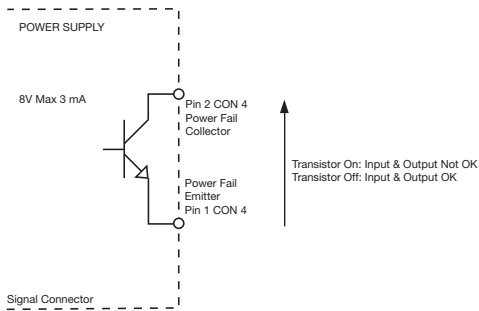 POWER SUPPLY
8V Max 3 mA
Pin 2 CON 4
Power Fail
Collector
Transistor On: Input & Output Not OK
Transistor Off: Input & Output OK
Power Fail
Emitter
Pin 1 CON 4
Signal Connector